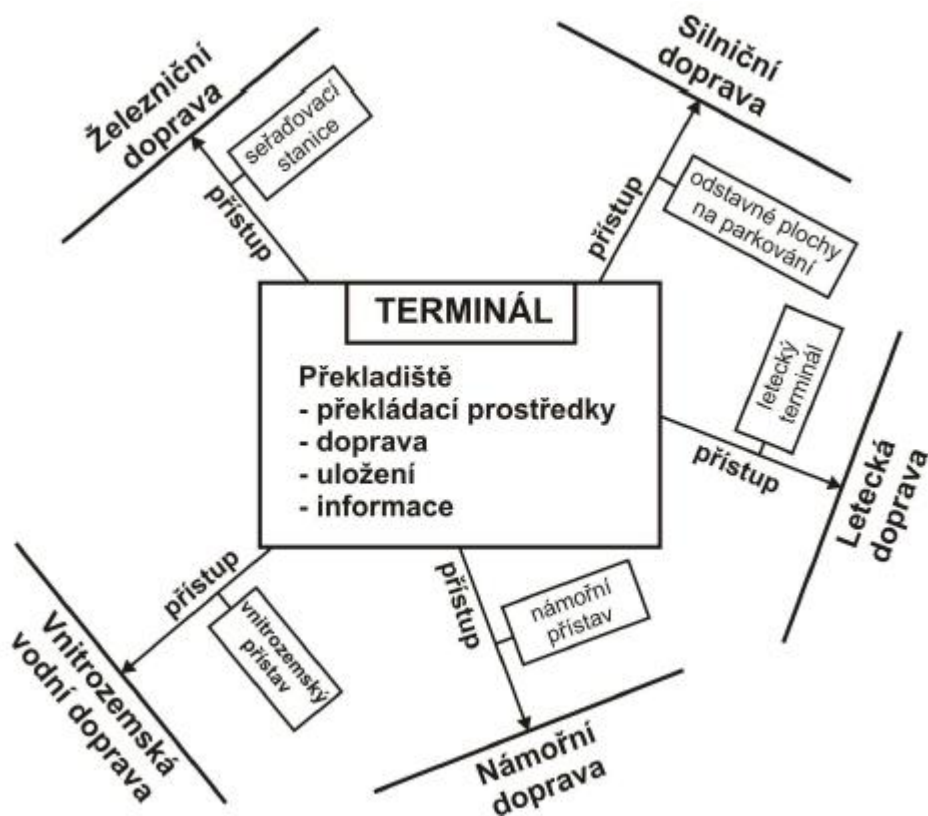 Železniční
doprava
seřaďovací
stanice
přístup
Silniční
doprava
odstavné plochy
na parkování
přístup
TERMINÁL
Překladiště
- překládací prostředky
- doprava
- uložení
- informace
letecký
terminál
přístup
Letecká
doprava
přístup
vnitrozemský
přístav
Vnitrozemská
vodní doprava
přístup
námořní
přístav
Námořní
doprava